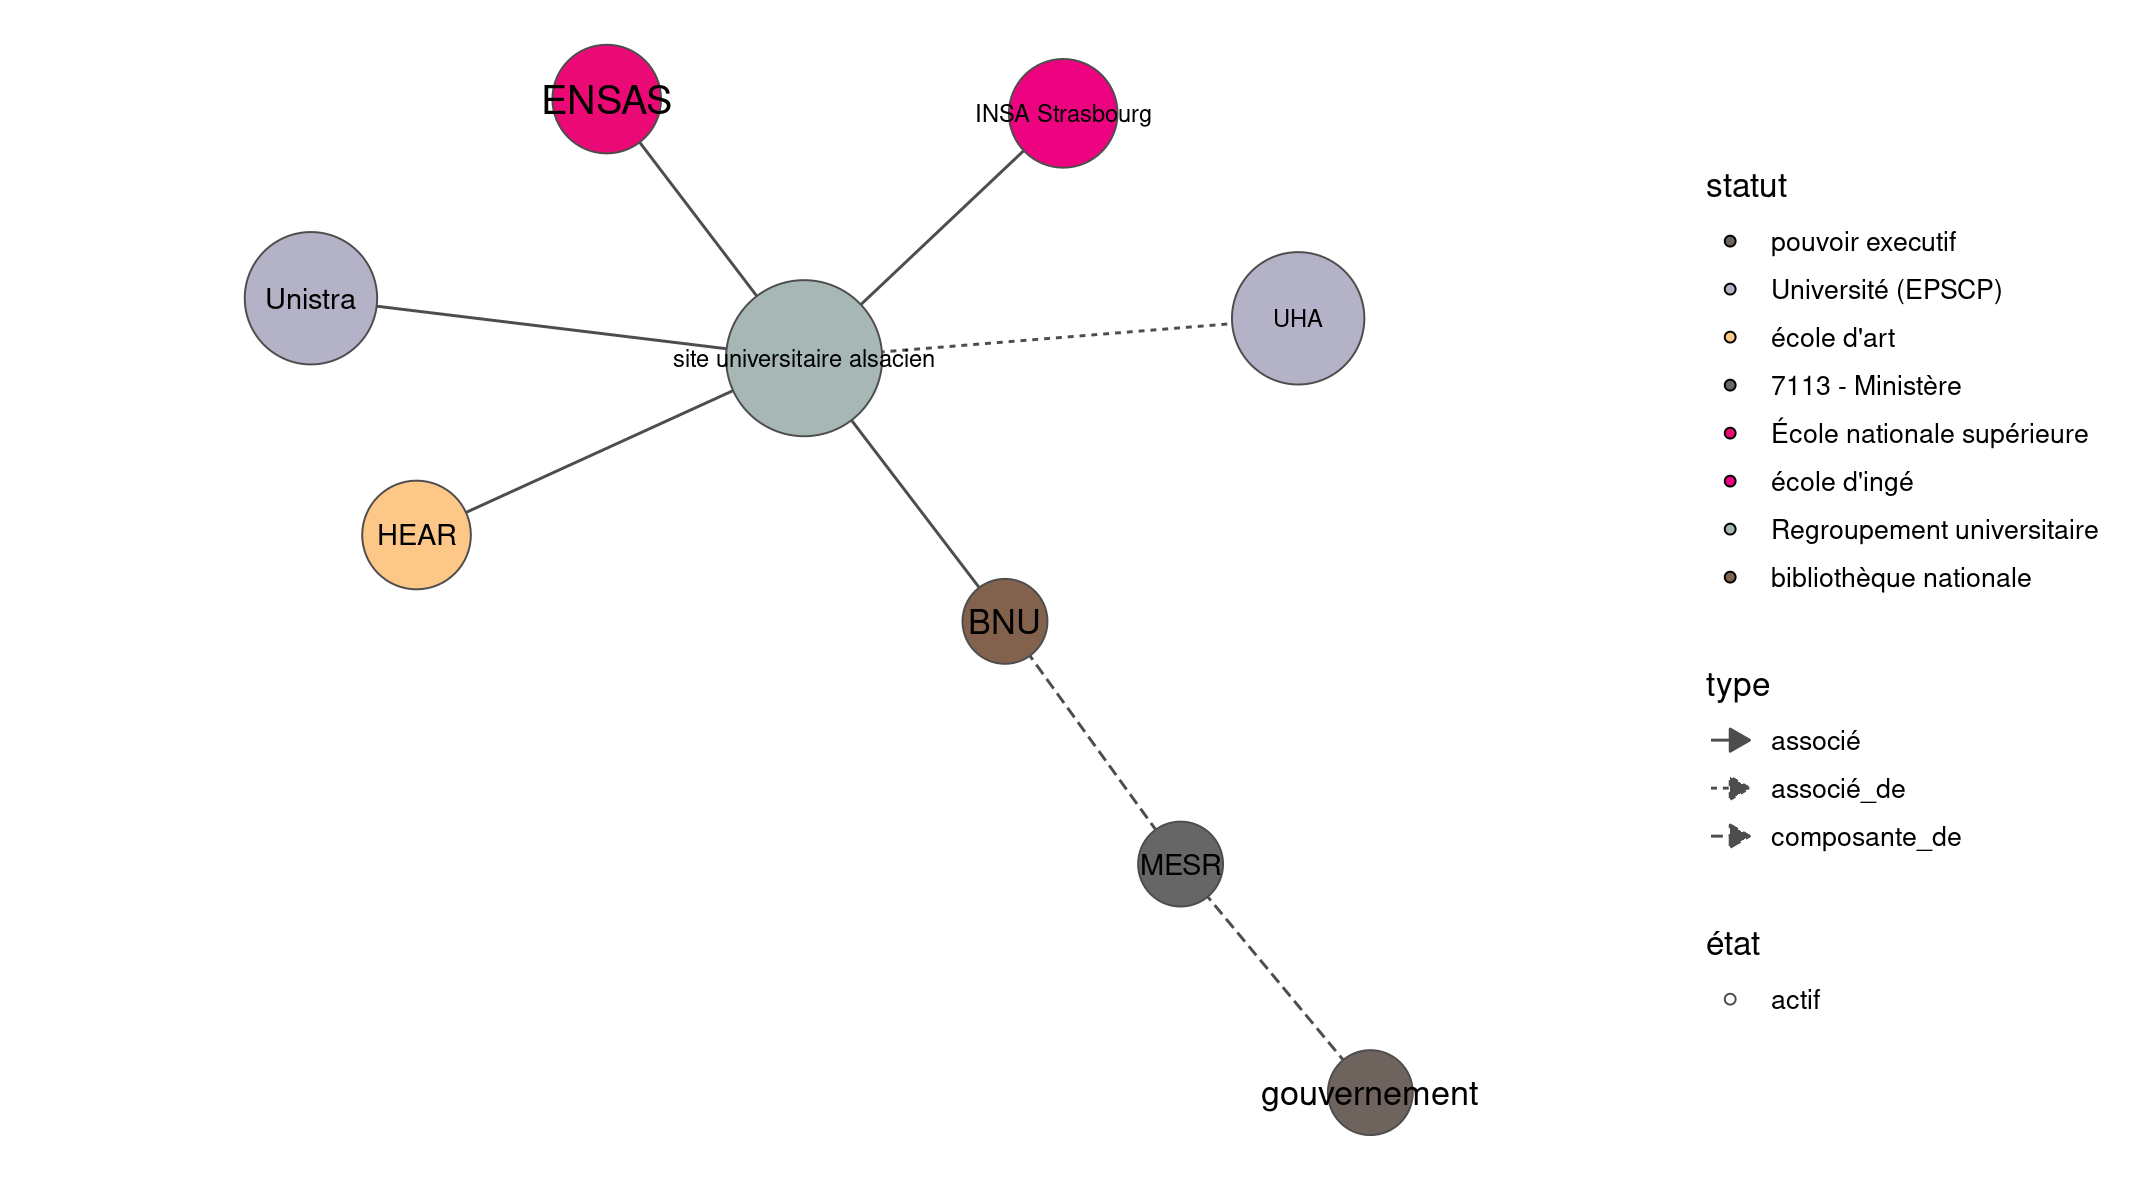 ENSAS
INSA Strasbourg
Unistra
UHA
site universitaire alsacien
HEAR
BNU
MESR
gouvernement
statut
pouvoir executif
Université (EPSCP)
école d'art
7113 - Ministère
École nationale supérieure
école d'ingé
Regroupement universitaire
bibliothèque nationale
type
associé
associé_de
composante_de
état
actif